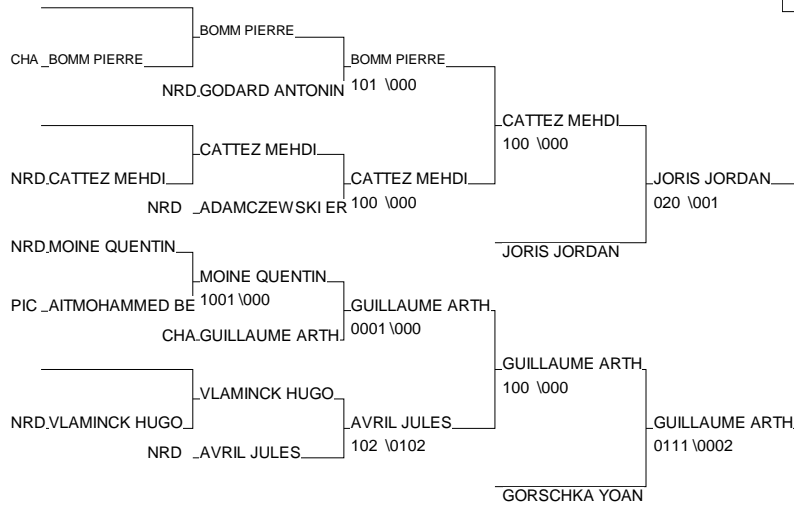 BOMM PIERRE
CHA BOMM PIERRE
BOMM PIERRE
NRD GODARD ANTONIN
101 \000
CATTEZ MEHDI
100 \000
CATTEZ MEHDI
NRD CATTEZ MEHDI
CATTEZ MEHDI
JORIS JORDAN
NRD ADAMCZEWSKI ER
100 \000
020 \001
NRD MOINE QUENTIN
JORIS JORDAN
MOINE QUENTIN
1001 \000
PIC AITMOHAMMED BE
GUILLAUME ARTH
CHA GUILLAUME ARTH
0001 \000
GUILLAUME ARTH
100 \000
VLAMINCK HUGO
NRD VLAMINCK HUGO
AVRIL JULES
GUILLAUME ARTH
102 \0102
0111 \0002
NRD AVRIL JULES
GORSCHKA YOAN